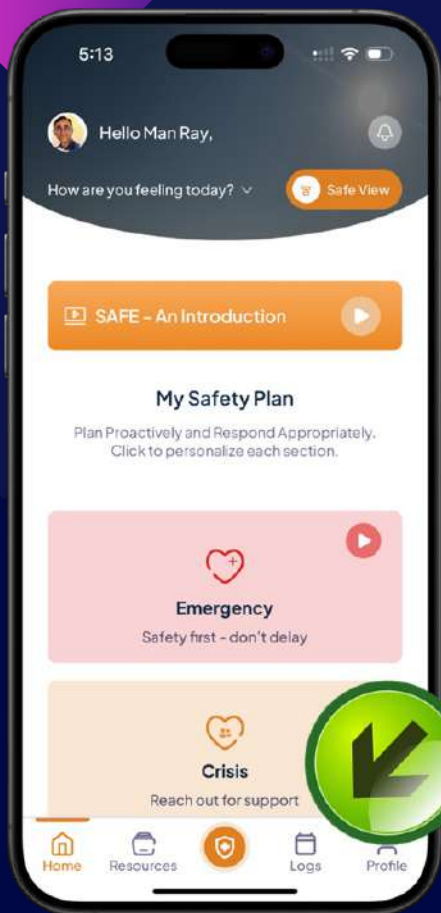 5:13
Hello Man Ray,
How are you feeling today?
Safe View
SAFE – An Introduction
My Safety Plan
Plan Proactively and Respond Appropriately.
Click to personalize each section.
Emergency
Safety first – don't delay
Crisis
Reach out for support
Home
Resources
Logs
Profile